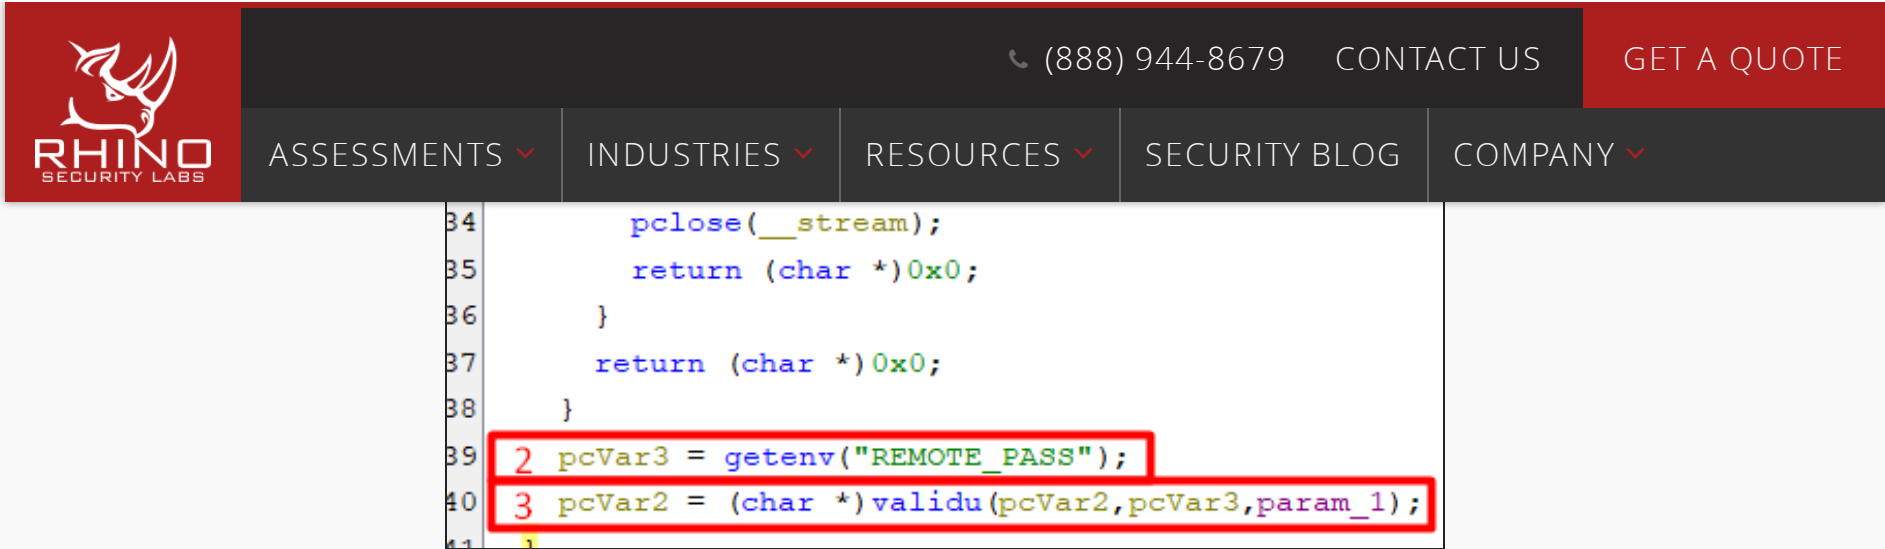 (888) 944-8679 CONTACT US GET A QUOTE
RHINO
SECURITY LABS
ASSESSMENTS INDUSTRIES RESOURCES SECURITY BLOG COMPANY
34 pclose(__stream);
35 return (char *)0x0;
36 }
37 return (char *)0x0;
38 }
39 2 pcVar3 = getenv("REMOTE_PASS");
40 3 pcVar2 = (char *)validu(pcVar2,pcVar3,param_1);
41 }